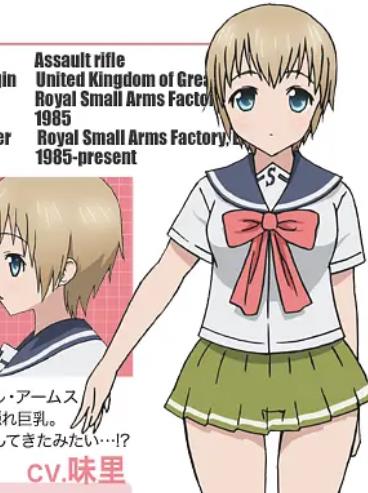 Assault rifle
gin United Kingdom of Grea
Royal Small Arms Facto
1985
er Royal Small Arms Factory,
1985-present
S
ル・アームス
れ巨乳。
してきたみたい…!?
CV.味里